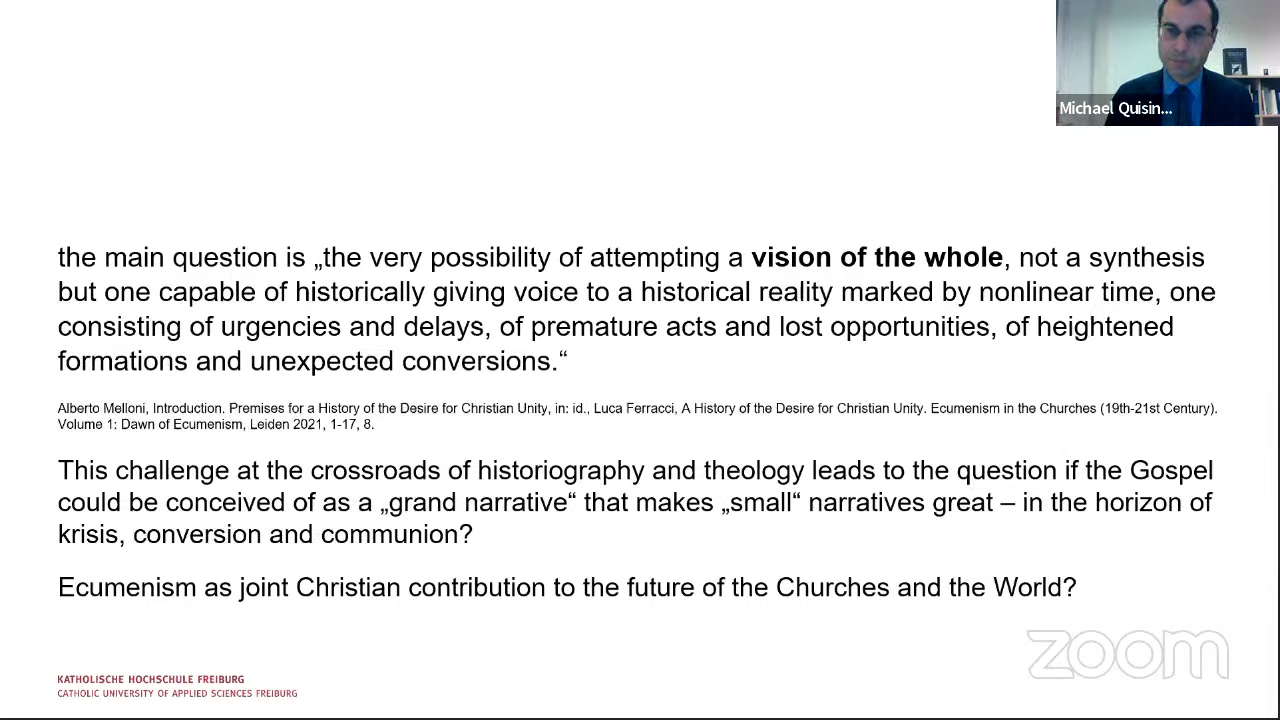 Michael Quisin...
the main question is „the very possibility of attempting a vision of the whole, not a synthesis
but one capable of historically giving voice to a historical reality marked by nonlinear time, one
consisting of urgencies and delays, of premature acts and lost opportunities, of heightened
formations and unexpected conversions.“
Alberto Melloni, Introduction. Premises for a History of the Desire for Christian Unity, in: id., Luca Ferracci, A History of the Desire for Christian Unity. Ecumenism in the Churches (19th-21st Century).
Volume 1: Dawn of Ecumenism, Leiden 2021, 1-17, 8.
This challenge at the crossroads of historiography and theology leads to the question if the Gospel
could be conceived of as a „grand narrative“ that makes „small“ narratives great – in the horizon of
krisis, conversion and communion?
Ecumenism as joint Christian contribution to the future of the Churches and the World?
zoom
KATHOLISCHE HOCHSCHULE FREIBURG
CATHOLIC UNIVERSITY OF APPLIED SCIENCES FREIBURG